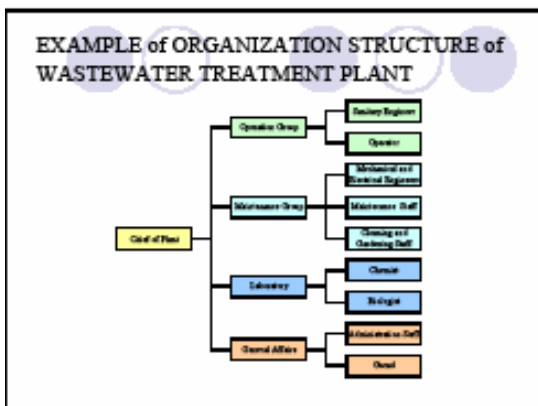 EXAMPLE of ORGANIZATION STRUCTURE of
WASTEWATER TREATMENT PLANT
Sanitary Engineer
Operation Group
Operator
Mechanical and
Electrical Engineer
Maintenance Group
Maintenance Staff
Cleaning and
Gardening Staff
Chief of Plant
Chemist
Laboratory
Biologist
Administration Staff
General Affairs
Guard